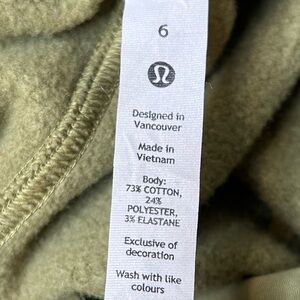 6
Designed in
Vancouver
Made in
Vietnam
Body:
73% COTTON,
24%
POLYESTER,
3% ELASTANE
Exclusive of
decoration
Wash with like
colours